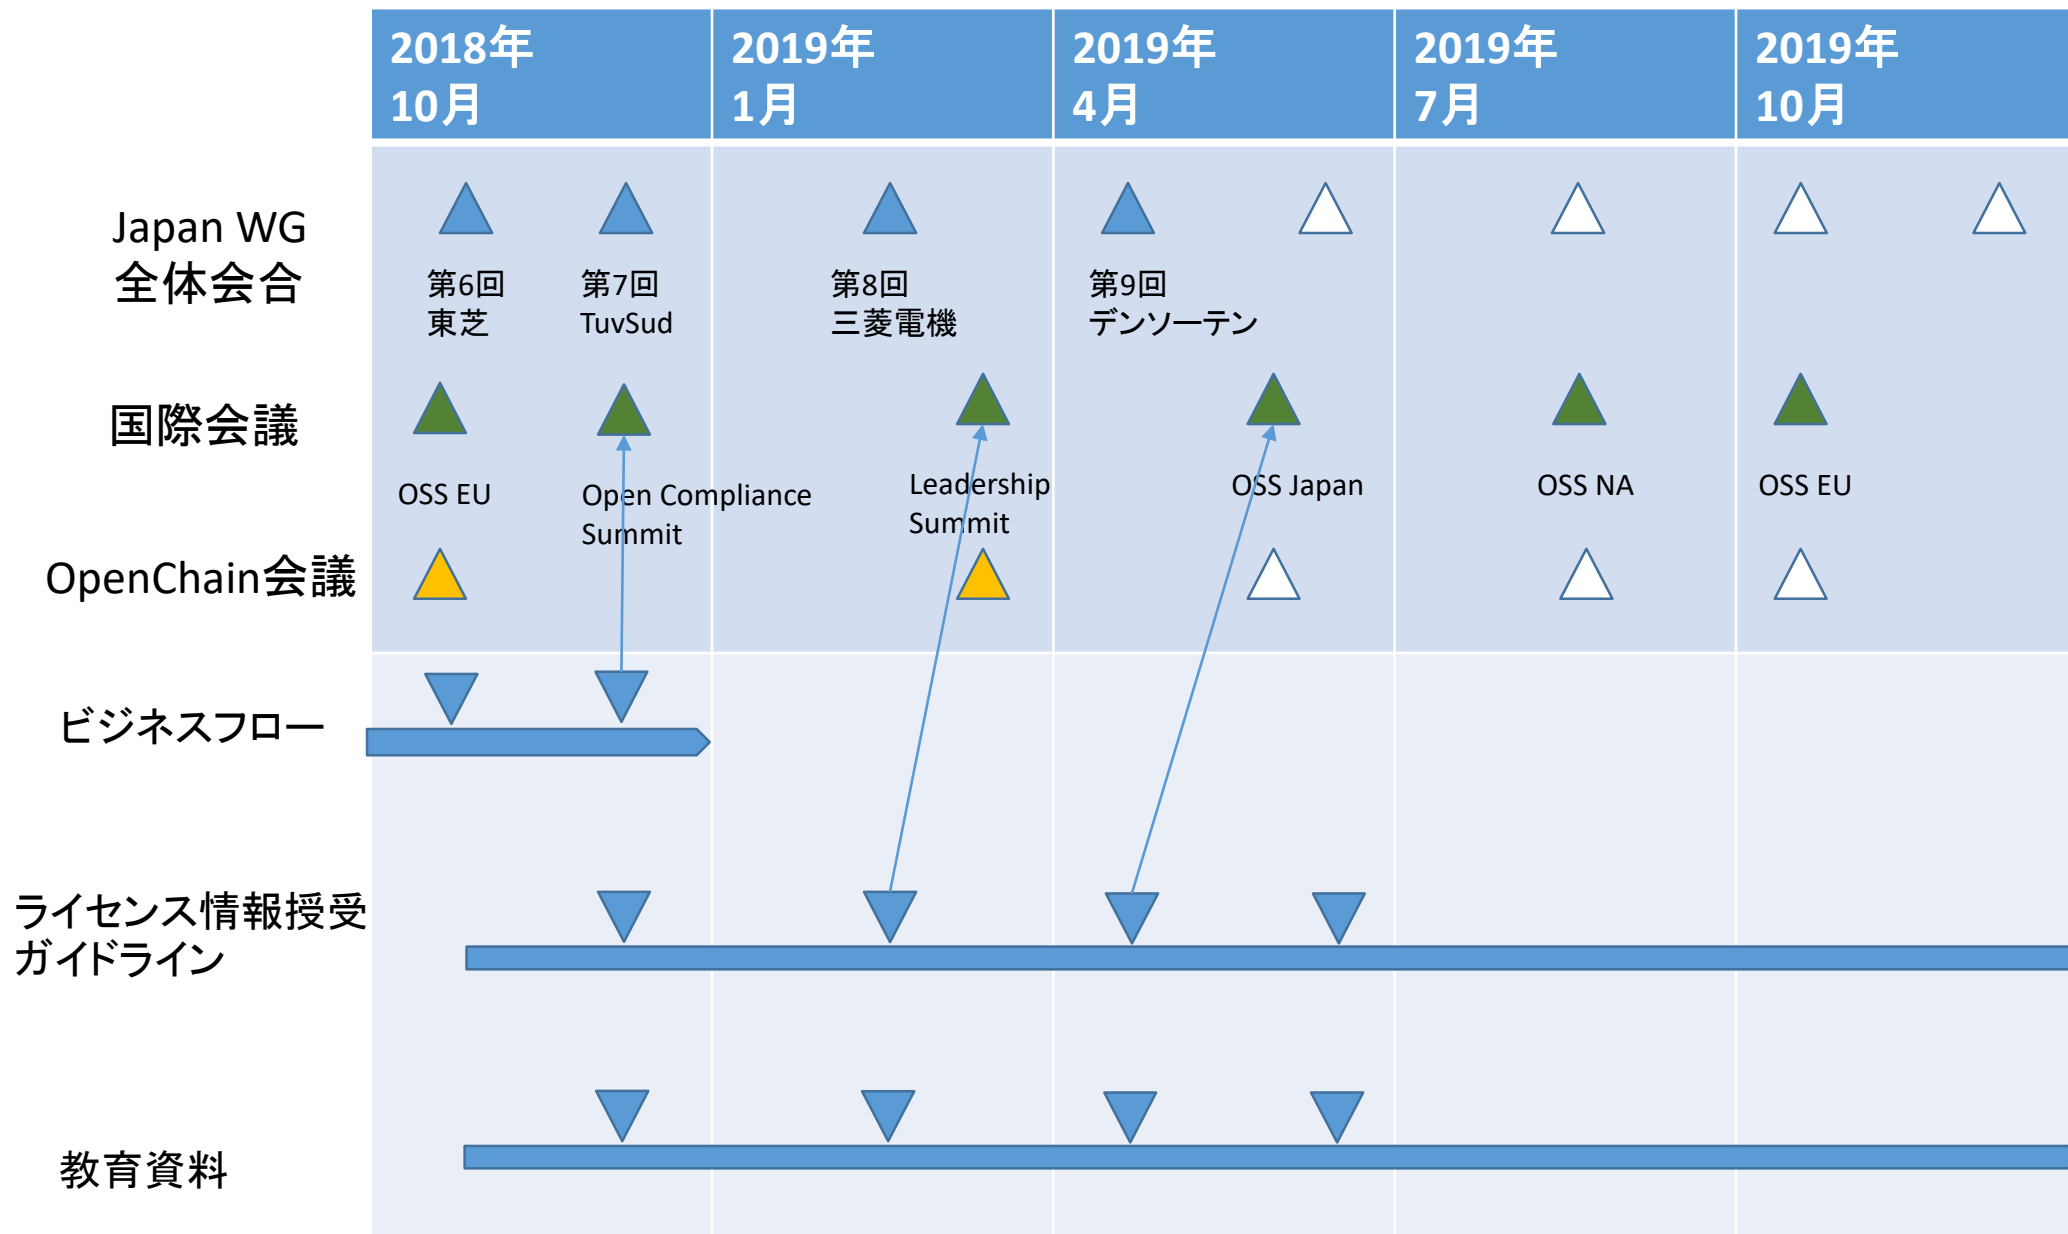 2018年
10月
2019年
1月
2019年
4月
2019年
7月
2019年
10月
Japan WG
全体会合
第6回
東芝
第7回
TuvSud
第8回
三菱電機
第9回
デンソーテン
国際会議
OSS EU
Open Compliance
Summit
Leadership
Summit
OSS Japan
OSS NA
OSS EU
OpenChain会議
ビジネスフロー
ライセンス情報授受
ガイドライン
教育資料